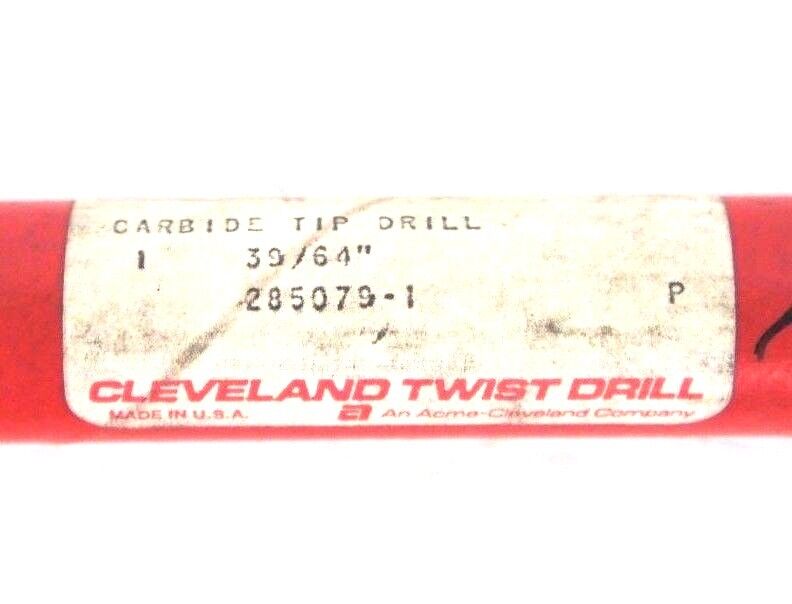 CARBIDE TIP DRILL
1 39/64"
285079-1 P
CLEVELAND TWIST DRILL
MADE IN U.S.A. a An Acme-Cleveland Company